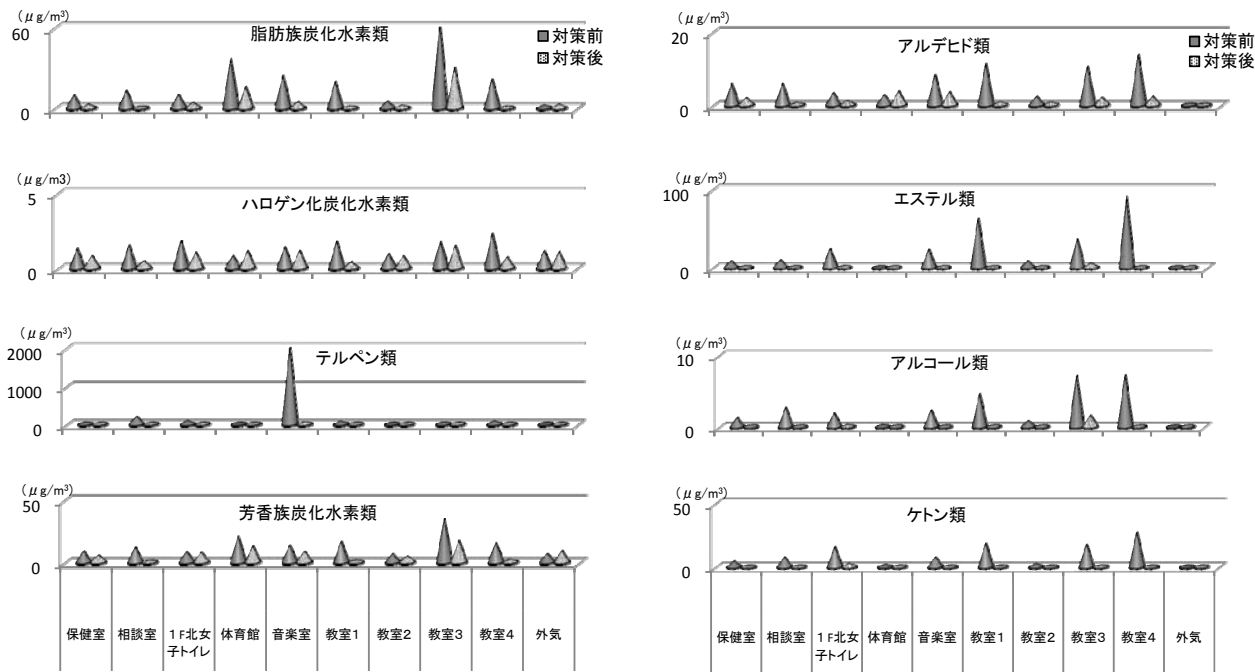 (μg/m³)
60
0
脂肪族炭化水素類
対策前
対策後
(μg/m3)
5
0
ハロゲン化炭化水素類
(μg/m³)
2000
1000
0
テルペン類
(μg/m³)
50
0
芳香族炭化水素類
保健室 相談室 1F北女子トイレ 体育館 音楽室 教室1 教室2 教室3 教室4 外気
(μg/m³)
20
0
アルデヒド類
対策前
対策後
(μg/m³)
100
0
エステル類
(μg/m³)
10
0
アルコール類
(μg/m³)
50
0
ケトン類
保健室 相談室 1F北女子トイレ 体育館 音楽室 教室1 教室2 教室3 教室4 外気